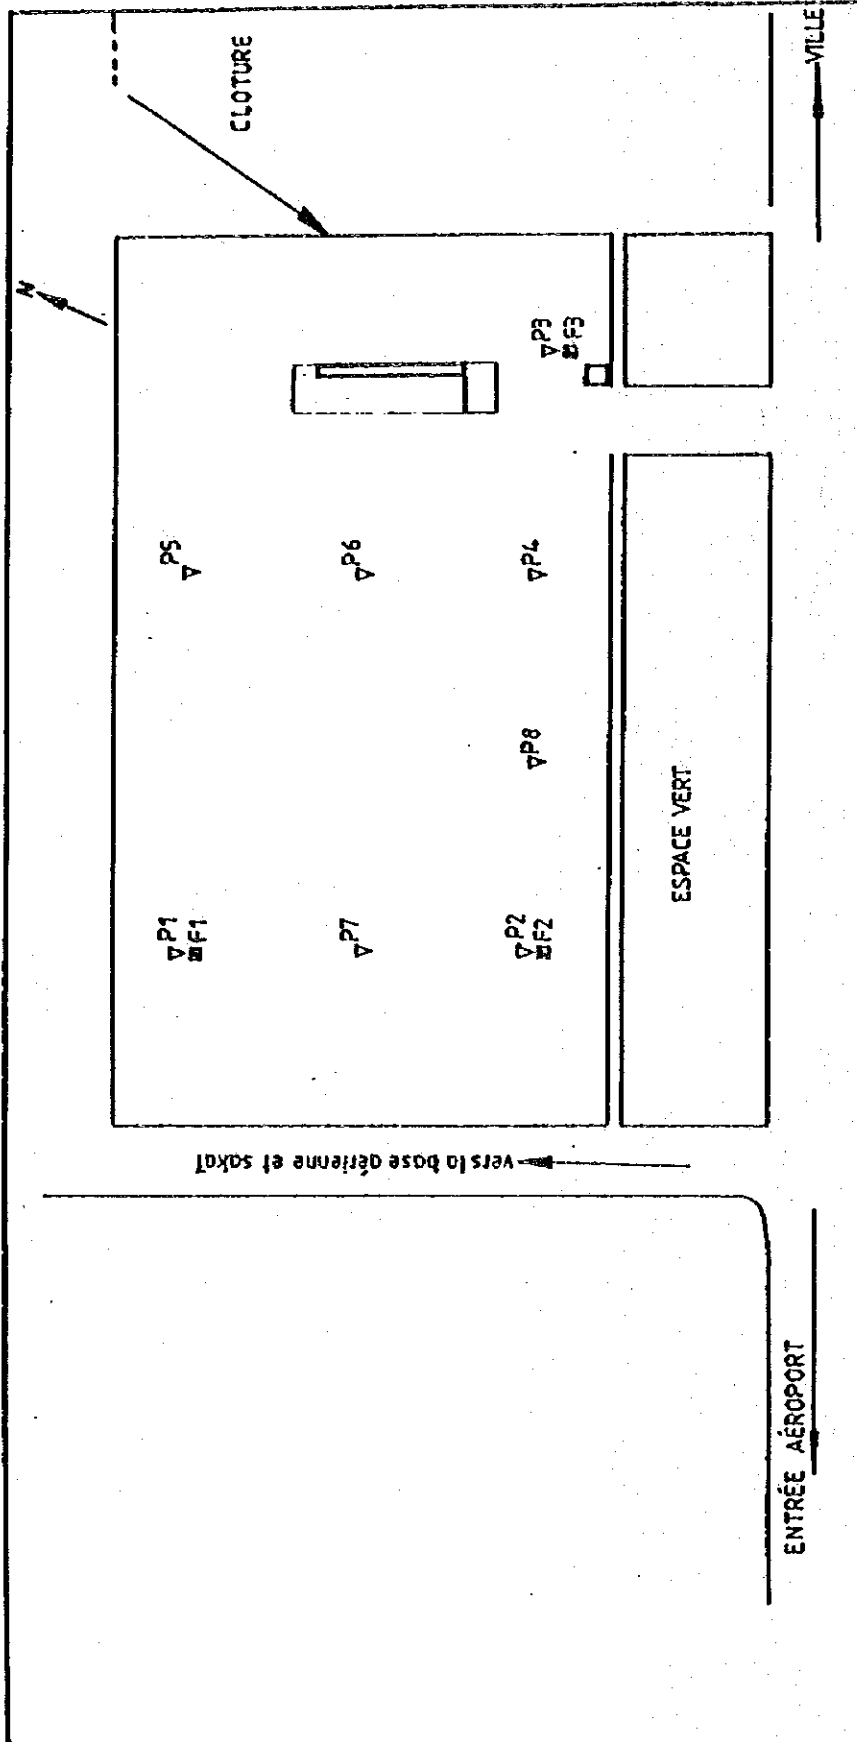 CLOTURE
VILLE
N
P3
F3
P5
P6
P4
P8
ESPACE VERT
P1
F1
P7
P2
F2
vers la base aérienne et sakaï
ENTRÉE AÉROPORT